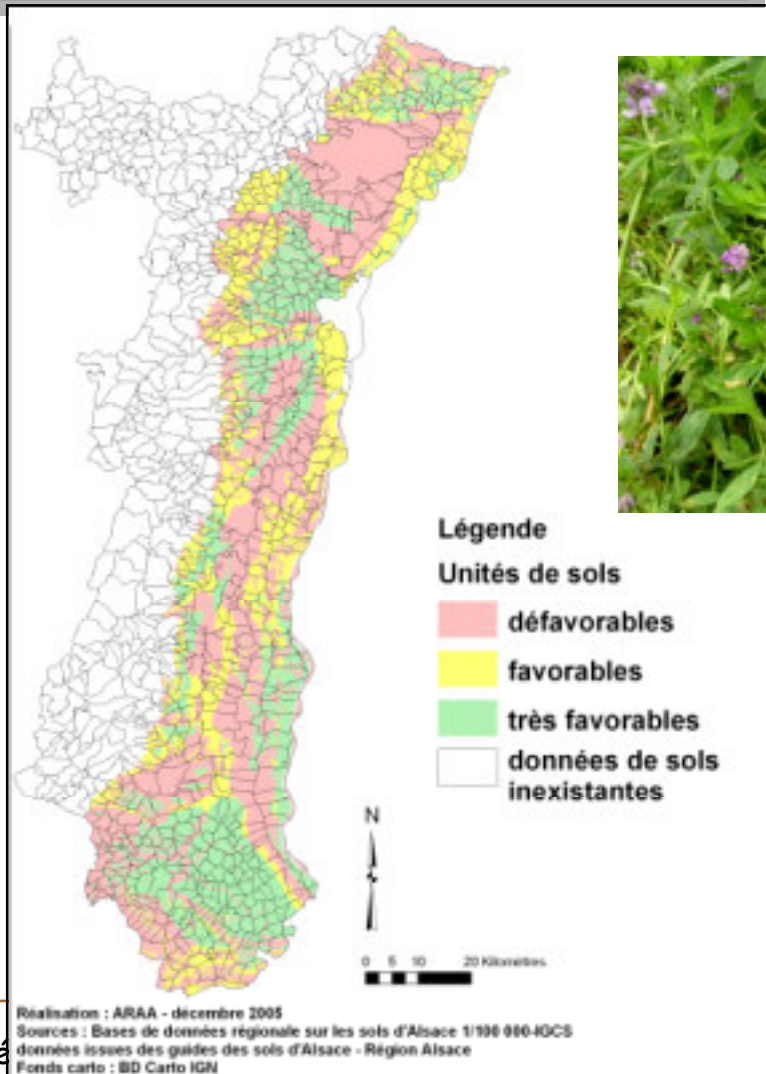 Légende
Unités de sols
défavorables
favorables
très favorables
données de sols
inexistantes
N
0 5 10 20 Kilomètres
Réalisation : ARAA - décembre 2005
Sources : Bases de données régionale sur les sols d'Alsace 1/100 000-IGCS
données issues des guides des sols d'Alsace - Région Alsace
Fonds carto : BD Carto IGN